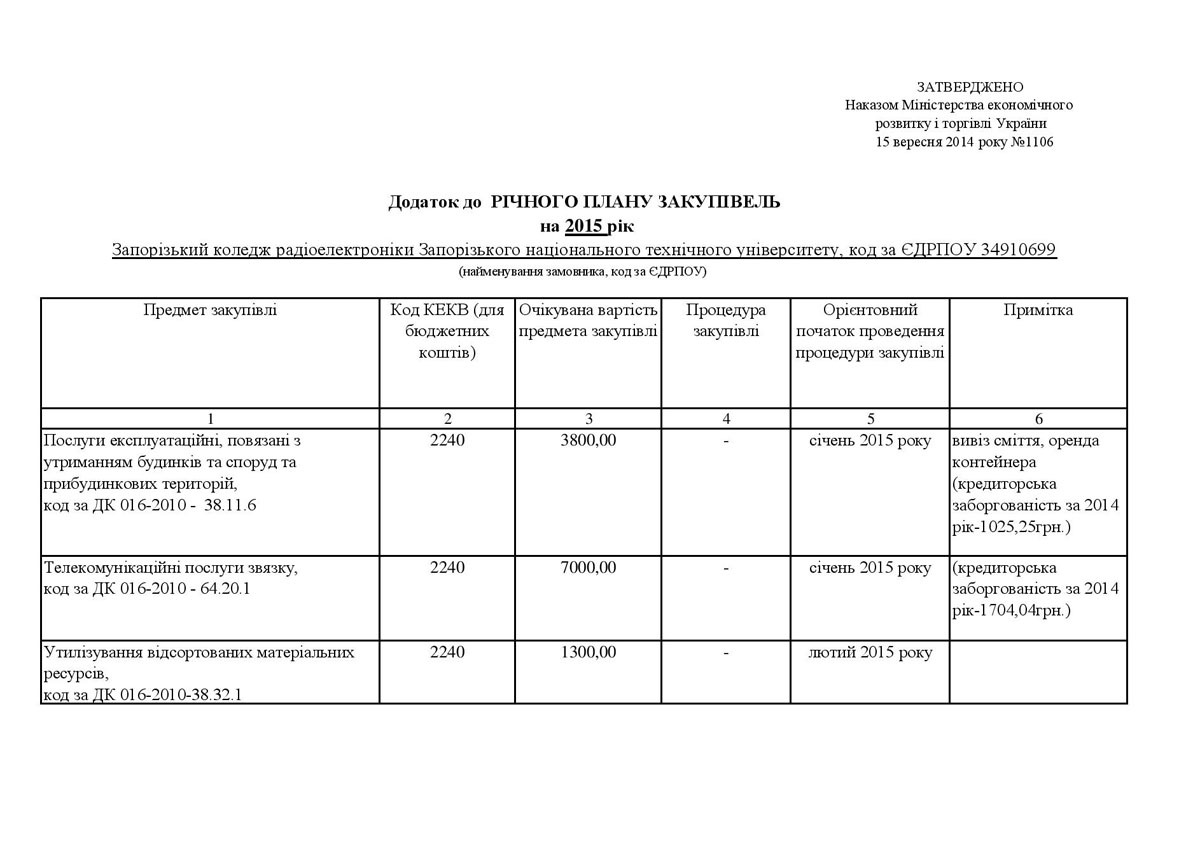 ЗАТВЕРДЖЕНО
Наказом Міністерства економічного
розвитку і торгівлі України
15 вересня 2014 року №1106
Додаток до РІЧНОГО ПЛАНУ ЗАКУПІВЕЛЬ
на 2015 рік
Запорізький коледж радіоелектроніки Запорізького національного технічного університету, код за ЄДРПОУ 34910699
(найменування замовника, код за ЄДРПОУ)
Предмет закупівлі
Код КЕКВ (для
бюджетних
коштів)
Очікувана вартість
предмета закупівлі
Процедура
закупівлі
Орієнтовний
початок проведення
процедури закупівлі
Примітка
1 2 3 4 5 6
Послуги експлуатаційні, повязані з
утриманням будинків та споруд та
прибудинкових територій,
код за ДК 016-2010 - 38.11.6
2240
3800,00
-
січень 2015 року
вивіз сміття, оренда
контейнера
(кредиторська
заборгованість за 2014
рік-1025,25грн.)
Телекомунікаційні послуги звязку,
код за ДК 016-2010 - 64.20.1
2240
7000,00
-
січень 2015 року
(кредиторська
заборгованість за 2014
рік-1704,04грн.)
Утилізування відсортованих матеріальних
ресурсів,
код за ДК 016-2010-38.32.1
2240
1300,00
-
лютий 2015 року